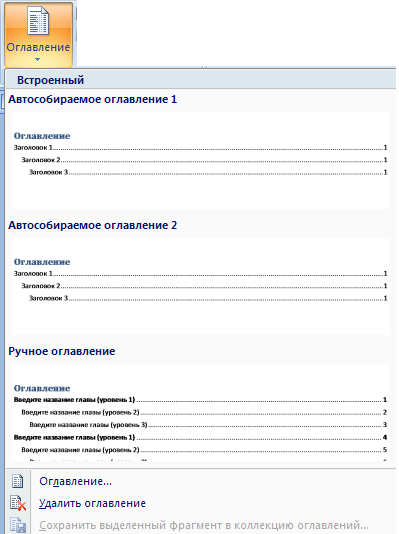 Оглавление
Встроенный
Автособираемое оглавление 1
Оглавление
Заголовок 1 1
Заголовок 2 1
Заголовок 3 1
Автособираемое оглавление 2
Оглавление
Заголовок 1 1
Заголовок 2 1
Заголовок 3 1
Ручное оглавление
Оглавление
Введите название главы (уровень 1) 1
Введите название главы (уровень 2) 2
Введите название главы (уровень 3) 3
Введите название главы (уровень 1) 4
Введите название главы (уровень 2) 5
Оглавление...
Удалить оглавление
Сохранить выделенный фрагмент в коллекцию оглавлений...